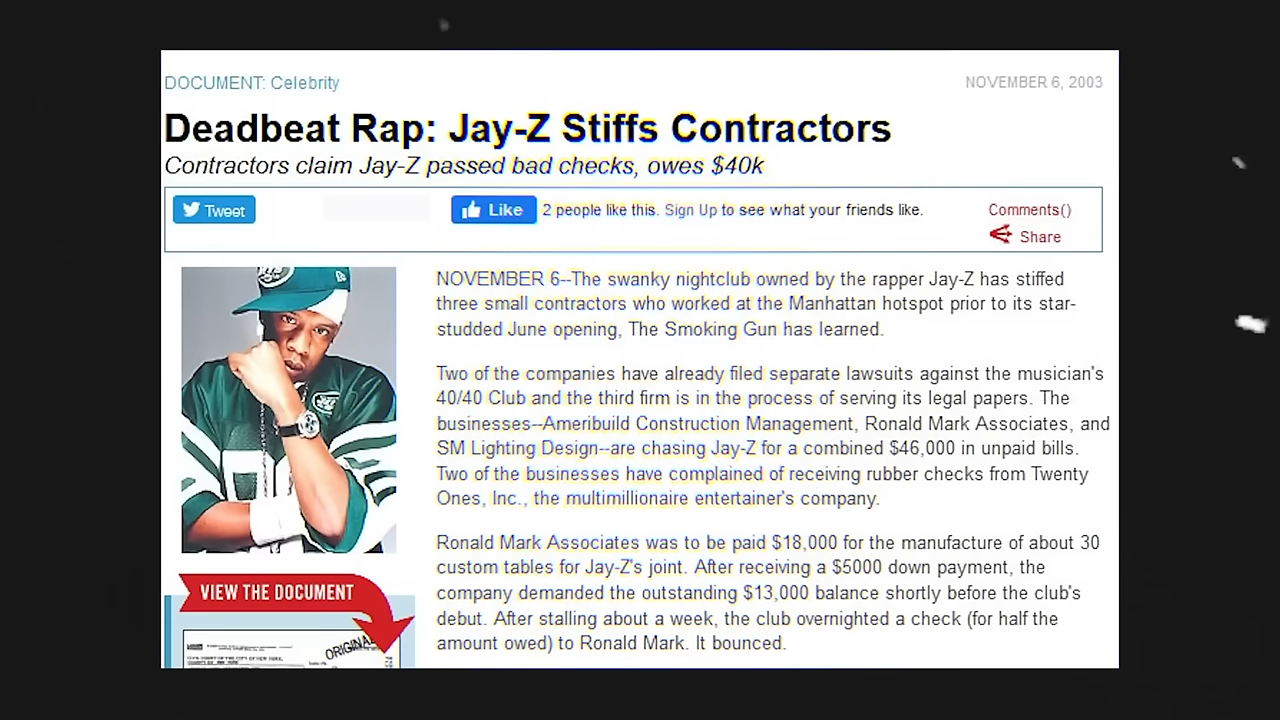 DOCUMENT: Celebrity
NOVEMBER 6, 2003
Deadbeat Rap: Jay-Z Stiffs Contractors
Contractors claim Jay-Z passed bad checks, owes $40k
Tweet
Like
2 people like this. Sign Up to see what your friends like.
Comments()
Share
NOVEMBER 6--The swanky nightclub owned by the rapper Jay-Z has stiffed
three small contractors who worked at the Manhattan hotspot prior to its star-
studded June opening, The Smoking Gun has learned.
Two of the companies have already filed separate lawsuits against the musician's
40/40 Club and the third firm is in the process of serving its legal papers. The
businesses--Ameribuild Construction Management, Ronald Mark Associates, and
SM Lighting Design--are chasing Jay-Z for a combined $46,000 in unpaid bills.
Two of the businesses have complained of receiving rubber checks from Twenty
Ones, Inc., the multimillionaire entertainer's company.
Ronald Mark Associates was to be paid $18,000 for the manufacture of about 30
custom tables for Jay-Z's joint. After receiving a $5000 down payment, the
company demanded the outstanding $13,000 balance shortly before the club's
debut. After stalling about a week, the club overnighted a check (for half the
amount owed) to Ronald Mark. It bounced.
VIEW THE DOCUMENT
ORIGINAL